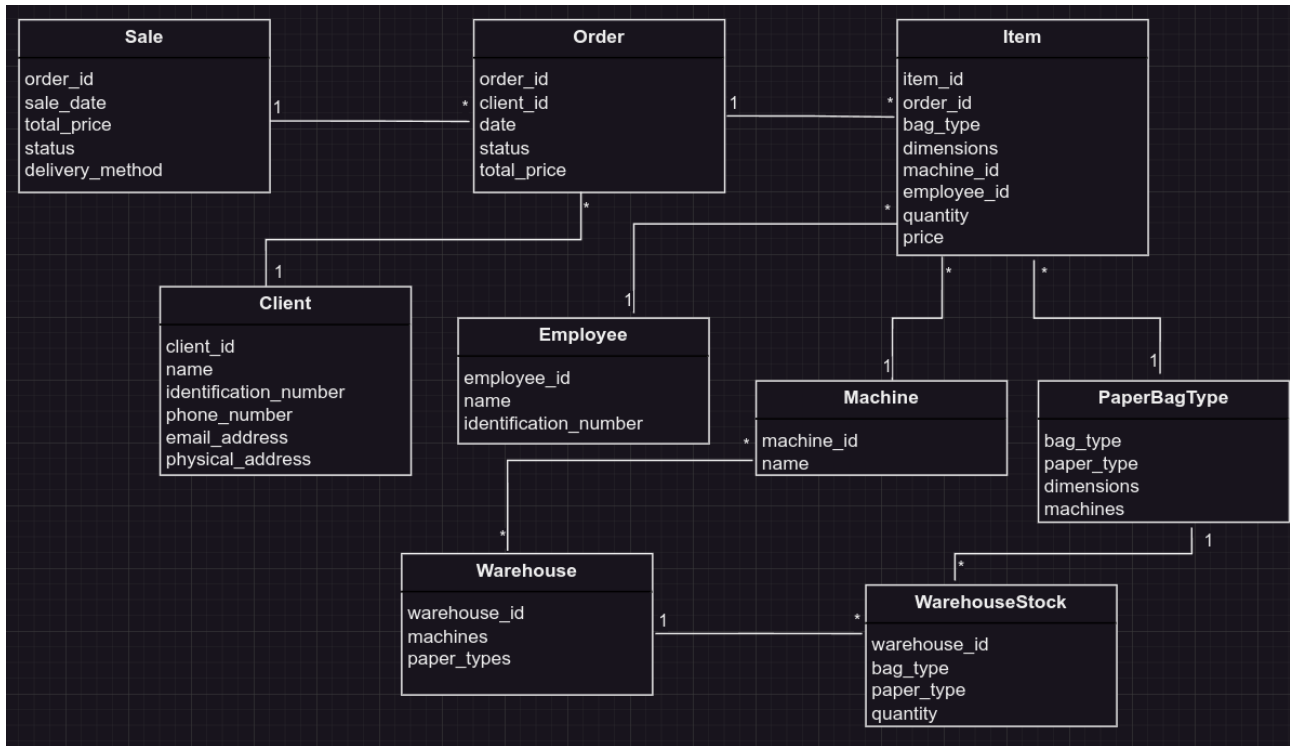 Sale
order_id
sale_date
total_price
status
delivery_method
1
*
Order
order_id
client_id
date
status
total_price
1
*
Item
item_id
order_id
bag_type
dimensions
machine_id
employee_id
quantity
price
*
*
1
Client
client_id
name
identification_number
phone_number
email_address
physical_address
*
1
Employee
employee_id
name
identification_number
*
1
Machine
machine_id
name
*
1
PaperBagType
bag_type
paper_type
dimensions
machines
*
*
Warehouse
warehouse_id
machines
paper_types
1
*
1
*
WarehouseStock
warehouse_id
bag_type
paper_type
quantity